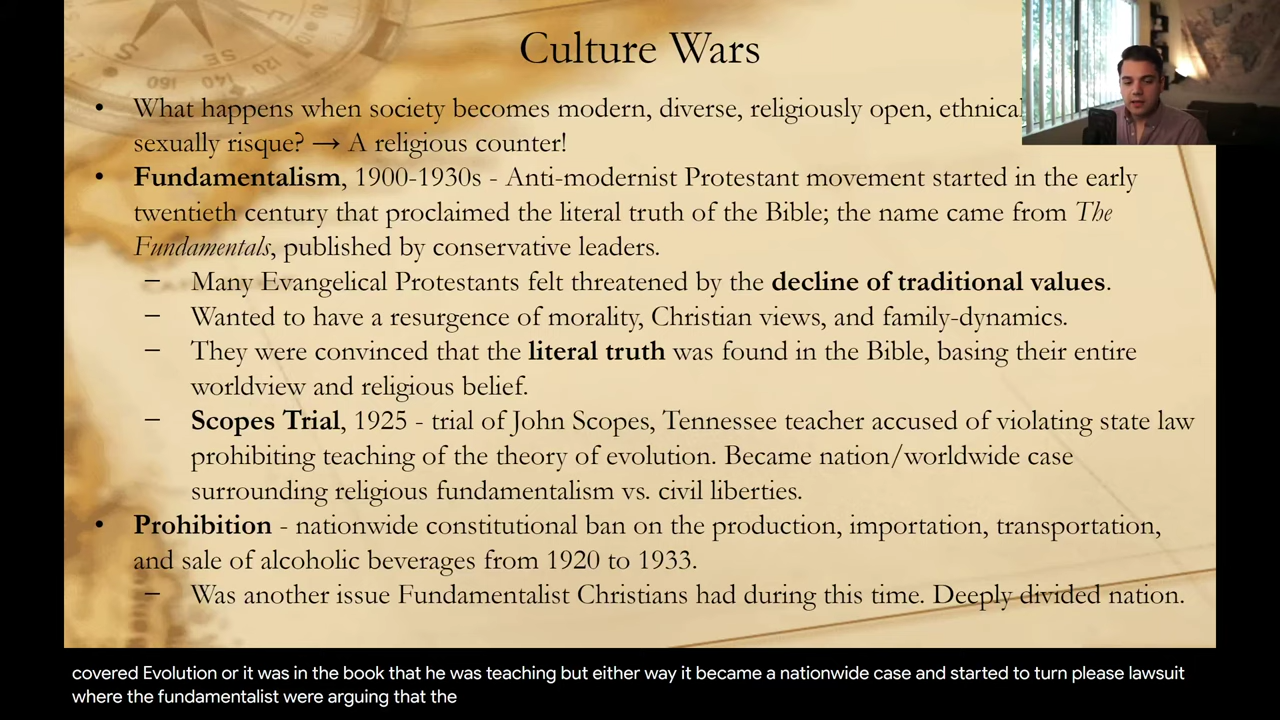 Culture Wars
• What happens when society becomes modern, diverse, religiously open,
sexually risque? → A religious counter!
• Fundamentalism, 1900-1930s - Anti-modernist Protestant movement started in the early
twentieth century that proclaimed the literal truth of the Bible; the name came from The
Fundamentals, published by conservative leaders.
– Many Evangelical Protestants felt threatened by the decline of traditional values.
– Wanted to have a resurgence of morality, Christian views, and family-dynamics.
– They were convinced that the literal truth was found in the Bible, basing their entire
worldview and religious belief.
– Scopes Trial, 1925 - trial of John Scopes, Tennessee teacher accused of violating state law
prohibiting teaching of the theory of evolution. Became nation/worldwide case
surrounding religious fundamentalism vs. civil liberties.
• Prohibition - nationwide constitutional ban on the production, importation, transportation,
and sale of alcoholic beverages from 1920 to 1933.
– Was another issue Fundamentalist Christians had during this time. Deeply divided nation.
covered Evolution or it was in the book that he was teaching but either way it became a nationwide case and started to turn please lawsuit
where the fundamentalist were arguing that the